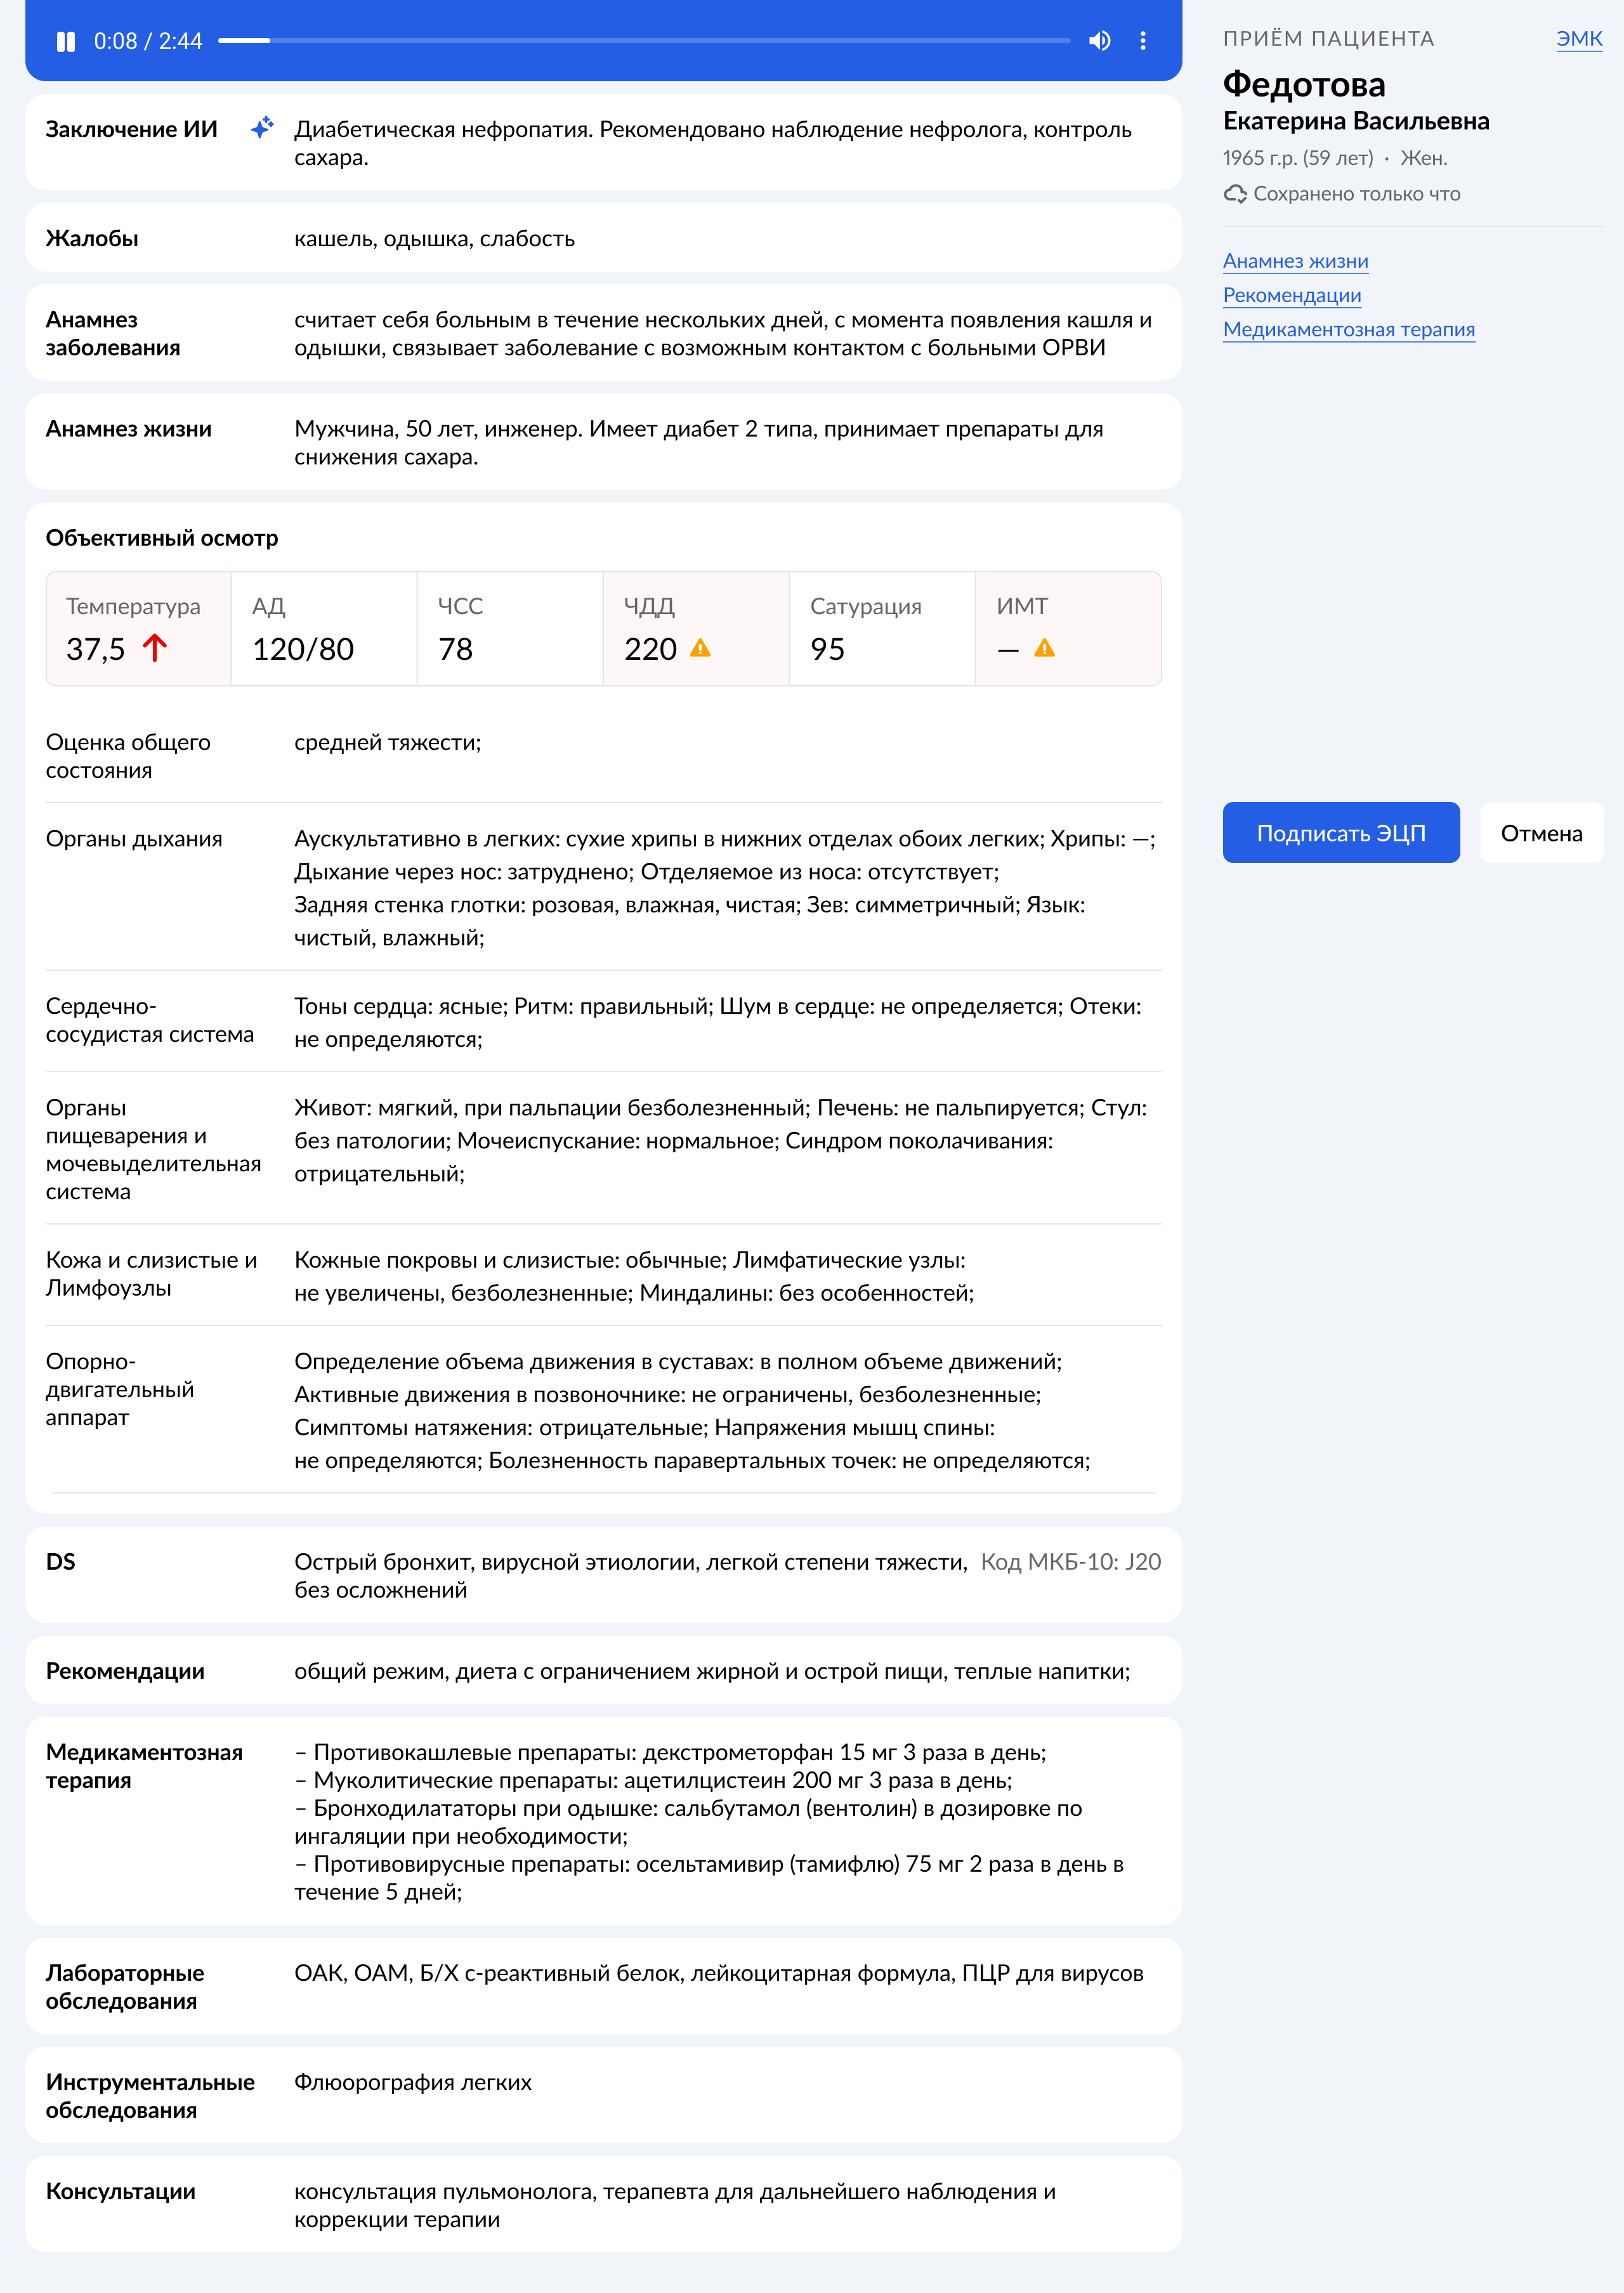 0:08 / 2:44
Заключение ИИ
Диабетическая нефропатия. Рекомендовано наблюдение нефролога, контроль
сахара.
Жалобы
кашель, одышка, слабость
Анамнез
заболевания
считает себя больным в течение нескольких дней, с момента появления кашля и
одышки, связывает заболевание с возможным контактом с больными ОРВИ
Анамнез жизни
Мужчина, 50 лет, инженер. Имеет диабет 2 типа, принимает препараты для
снижения сахара.
Объективный осмотр
Температура
37,5
АД
120/80
ЧСС
78
ЧДД
220
Сатурация
95
ИМТ
—
Оценка общего
состояния
средней тяжести;
Органы дыхания
Аускультативно в легких: сухие хрипы в нижних отделах обоих легких; Хрипы: —;
Дыхание через нос: затруднено; Отделяемое из носа: отсутствует;
Задняя стенка глотки: розовая, влажная, чистая; Зев: симметричный; Язык:
чистый, влажный;
Сердечно-
сосудистая система
Тоны сердца: ясные; Ритм: правильный; Шум в сердце: не определяется; Отеки:
не определяются;
Органы
пищеварения и
мочевыделительная
система
Живот: мягкий, при пальпации безболезненный; Печень: не пальпируется; Стул:
без патологии; Мочеиспускание: нормальное; Синдром поколачивания:
отрицательный;
Кожа и слизистые и
Лимфоузлы
Кожные покровы и слизистые: обычные; Лимфатические узлы:
не увеличены, безболезненные; Миндалины: без особенностей;
Опорно-
двигательный
аппарат
Определение объема движения в суставах: в полном объеме движений;
Активные движения в позвоночнике: не ограничены, безболезненные;
Симптомы натяжения: отрицательные; Напряжения мышц спины:
не определяются; Болезненность паравертальных точек: не определяются;
DS
Острый бронхит, вирусной этиологии, легкой степени тяжести,
без осложнений
Код МКБ-10: J20
Рекомендации
общий режим, диета с ограничением жирной и острой пищи, теплые напитки;
Медикаментозная
терапия
– Противокашлевые препараты: декстрометорфан 15 мг 3 раза в день;
– Муколитические препараты: ацетилцистеин 200 мг 3 раза в день;
– Бронходилататоры при одышке: сальбутамол (вентолин) в дозировке по
ингаляции при необходимости;
– Противовирусные препараты: осельтамивир (тамифлю) 75 мг 2 раза в день в
течение 5 дней;
Лабораторные
обследования
ОАК, ОАМ, Б/Х с-реактивный белок, лейкоцитарная формула, ПЦР для вирусов
Инструментальные
обследования
Флюорография легких
Консультации
консультация пульмонолога, терапевта для дальнейшего наблюдения и
коррекции терапии
ПРИЁМ ПАЦИЕНТА
ЭМК
Федотова
Екатерина Васильевна
1965 г.р. (59 лет) · Жен.
Сохранено только что
Анамнез жизни
Рекомендации
Медикаментозная терапия
Подписать ЭЦП
Отмена